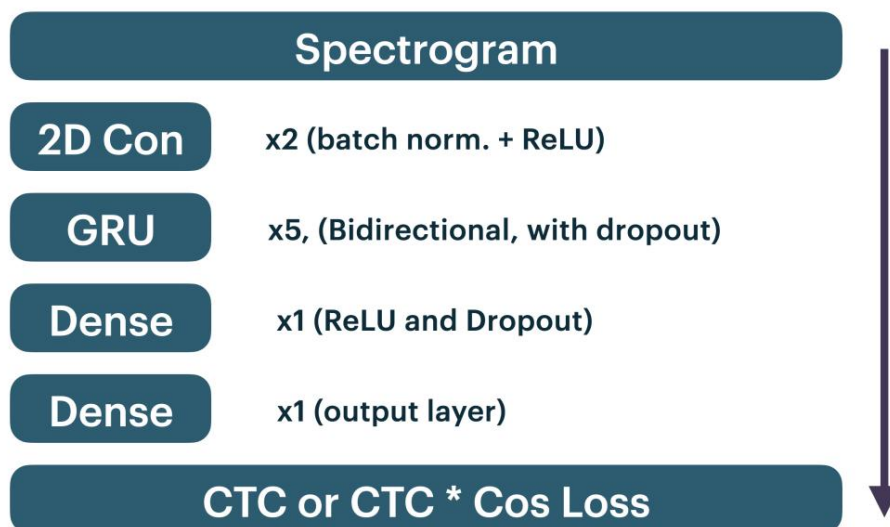 Spectrogram
2D Con x2 (batch norm. + ReLU)
GRU x5, (Bidirectional, with dropout)
Dense x1 (ReLU and Dropout)
Dense x1 (output layer)
CTC or CTC * Cos Loss